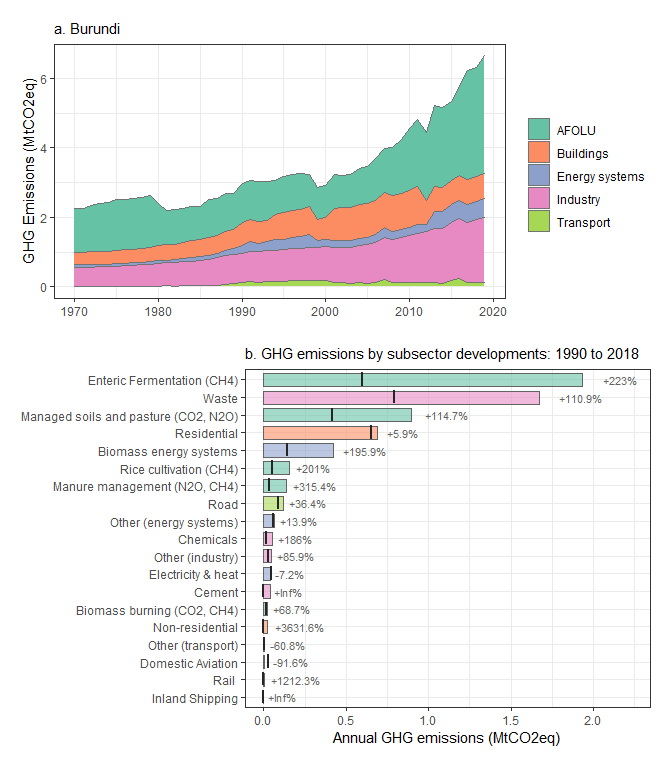 a. Burundi
GHG Emissions (MtCO2eq)
6
4
2
0
1970 1980 1990 2000 2010 2020
AFOLU
Buildings
Energy systems
Industry
Transport
b. GHG emissions by subsector developments: 1990 to 2018
Enteric Fermentation (CH4) +223%
Waste +110.9%
Managed soils and pasture (CO2, N2O) +114.7%
Residential +5.9%
Biomass energy systems +195.9%
Rice cultivation (CH4) +201%
Manure management (N2O, CH4) +315.4%
Road +36.4%
Other (energy systems) +13.9%
Chemicals +186%
Other (industry) +85.9%
Electricity & heat -7.2%
Cement +Inf%
Biomass burning (CO2, CH4) +68.7%
Non-residential +3631.6%
Other (transport) -60.8%
Domestic Aviation -91.6%
Rail +1212.3%
Inland Shipping +Inf%
0.0 0.5 1.0 1.5 2.0
Annual GHG emissions (MtCO2eq)